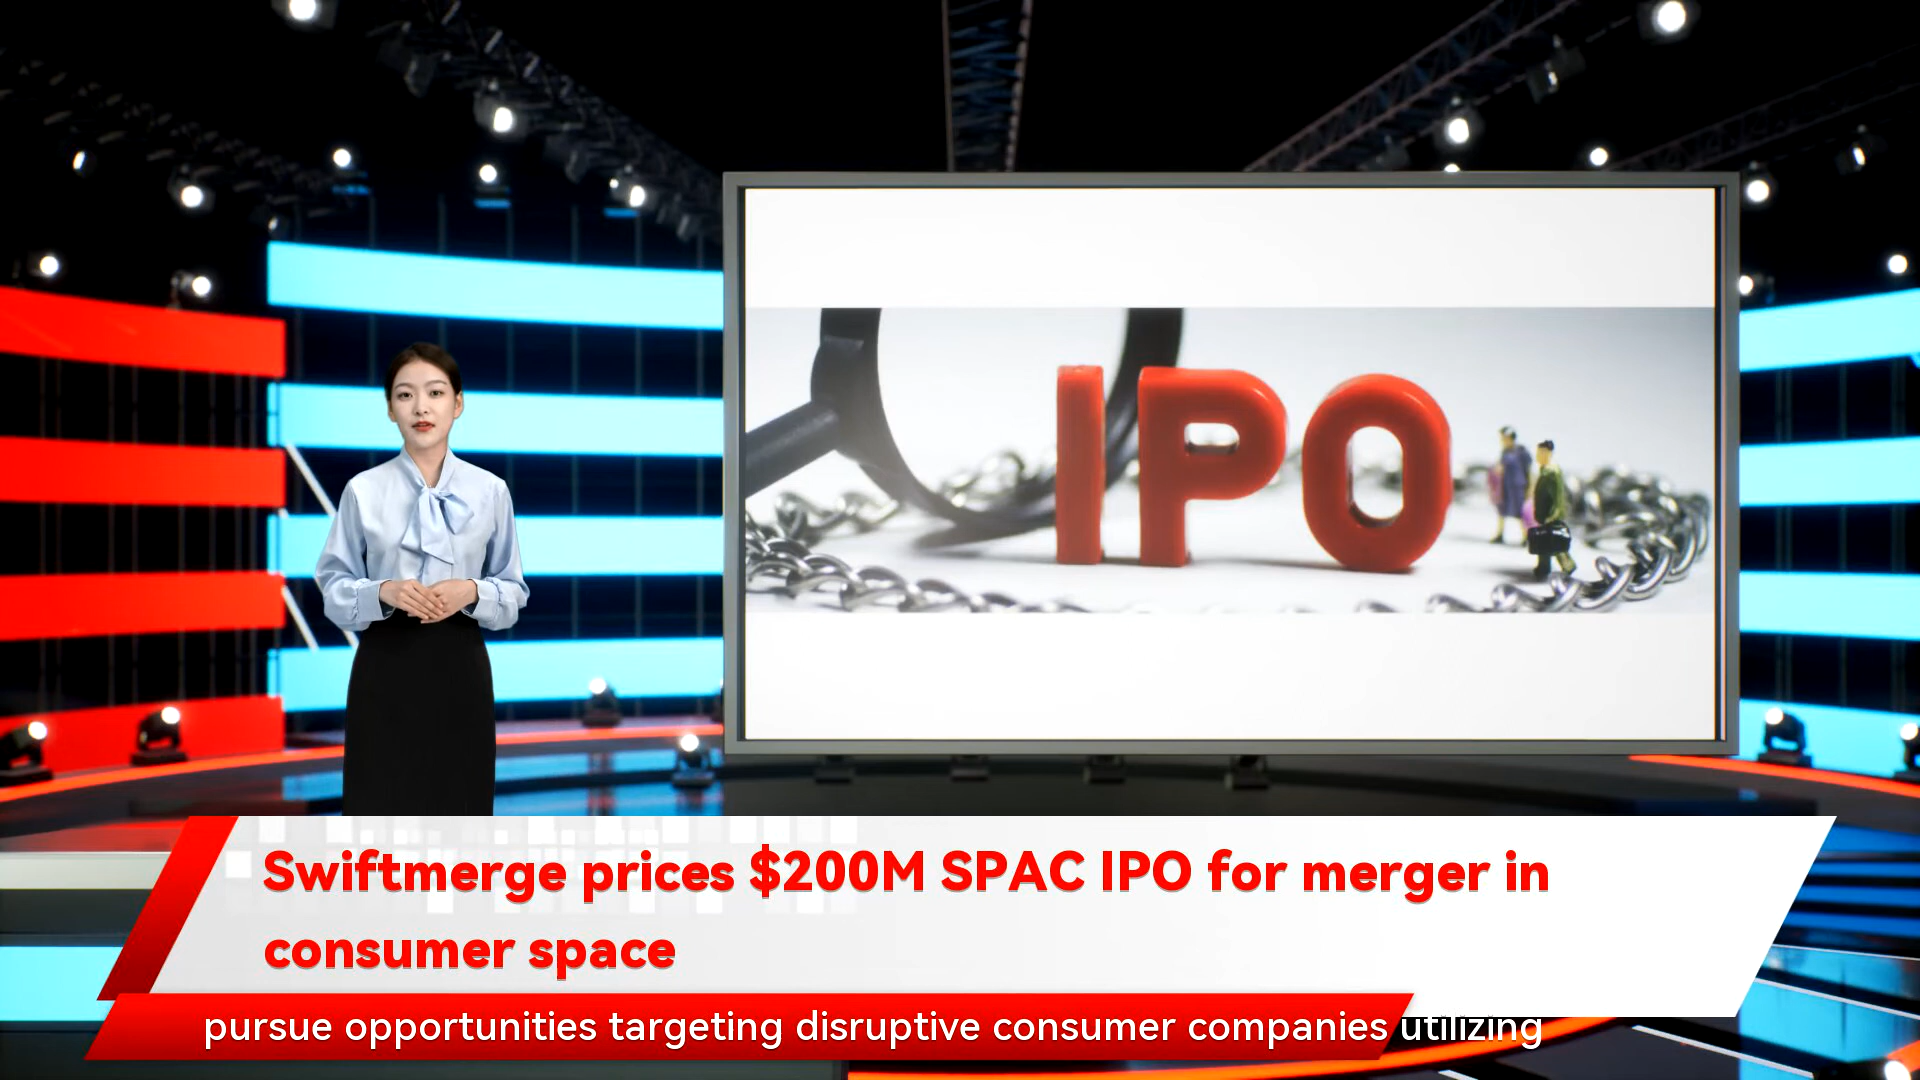 IPO
Swiftmerge prices $200M SPAC IPO for merger in
consumer space
pursue opportunities targeting disruptive consumer companies utilizing